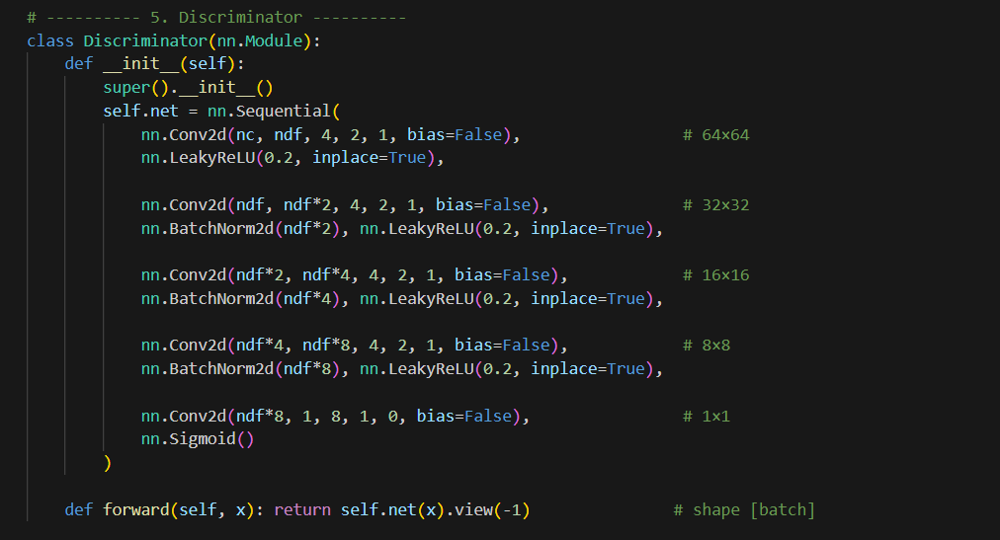 # ---------- 5. Discriminator ----------
class Discriminator(nn.Module):
    def __init__(self):
        super().__init__()
        self.net = nn.Sequential(
            nn.Conv2d(nc, ndf, 4, 2, 1, bias=False),                 # 64×64
            nn.LeakyReLU(0.2, inplace=True),

            nn.Conv2d(ndf, ndf*2, 4, 2, 1, bias=False),              # 32×32
            nn.BatchNorm2d(ndf*2), nn.LeakyReLU(0.2, inplace=True),

            nn.Conv2d(ndf*2, ndf*4, 4, 2, 1, bias=False),            # 16×16
            nn.BatchNorm2d(ndf*4), nn.LeakyReLU(0.2, inplace=True),

            nn.Conv2d(ndf*4, ndf*8, 4, 2, 1, bias=False),            # 8×8
            nn.BatchNorm2d(ndf*8), nn.LeakyReLU(0.2, inplace=True),

            nn.Conv2d(ndf*8, 1, 8, 1, 0, bias=False),                # 1×1
            nn.Sigmoid()
        )

    def forward(self, x): return self.net(x).view(-1)               # shape [batch]